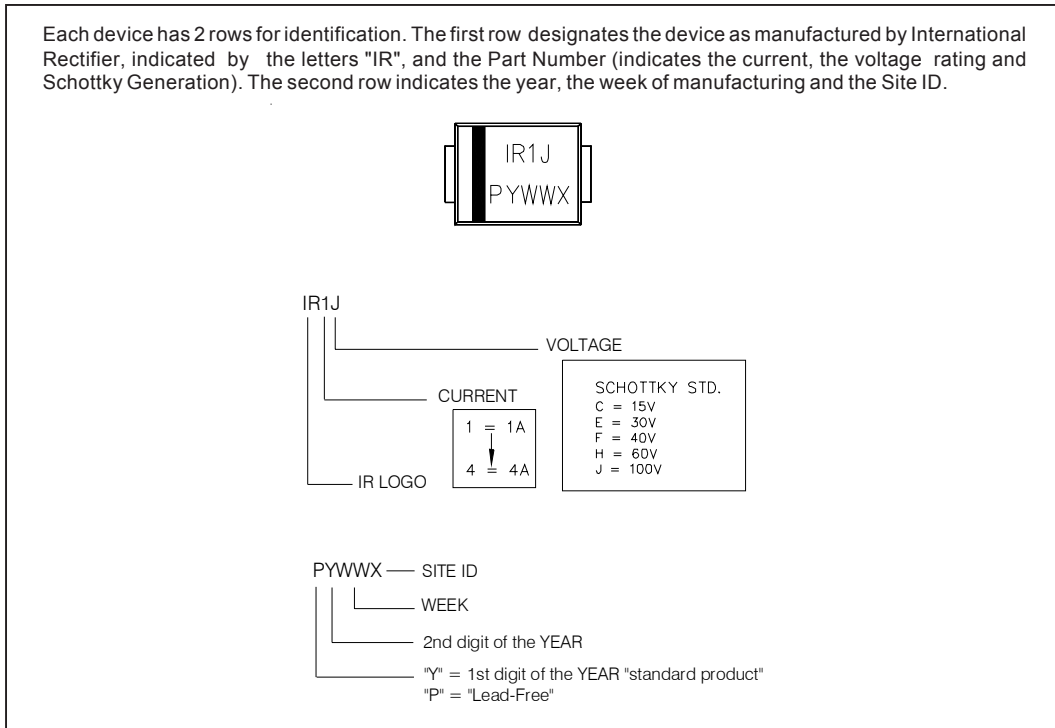 Each device has 2 rows for identification. The first row designates the device as manufactured by International
Rectifier, indicated by the letters "IR", and the Part Number (indicates the current, the voltage rating and
Schottky Generation). The second row indicates the year, the week of manufacturing and the Site ID.
IR1J
PYWWX
IR1J
VOLTAGE
SCHOTTKY STD.
C = 15V
E = 30V
F = 40V
H = 60V
J = 100V
CURRENT
1 = 1A
4 = 4A
IR LOGO
PYWWX
SITE ID
WEEK
2nd digit of the YEAR
"Y" = 1st digit of the YEAR "standard product"
"P" = "Lead-Free"